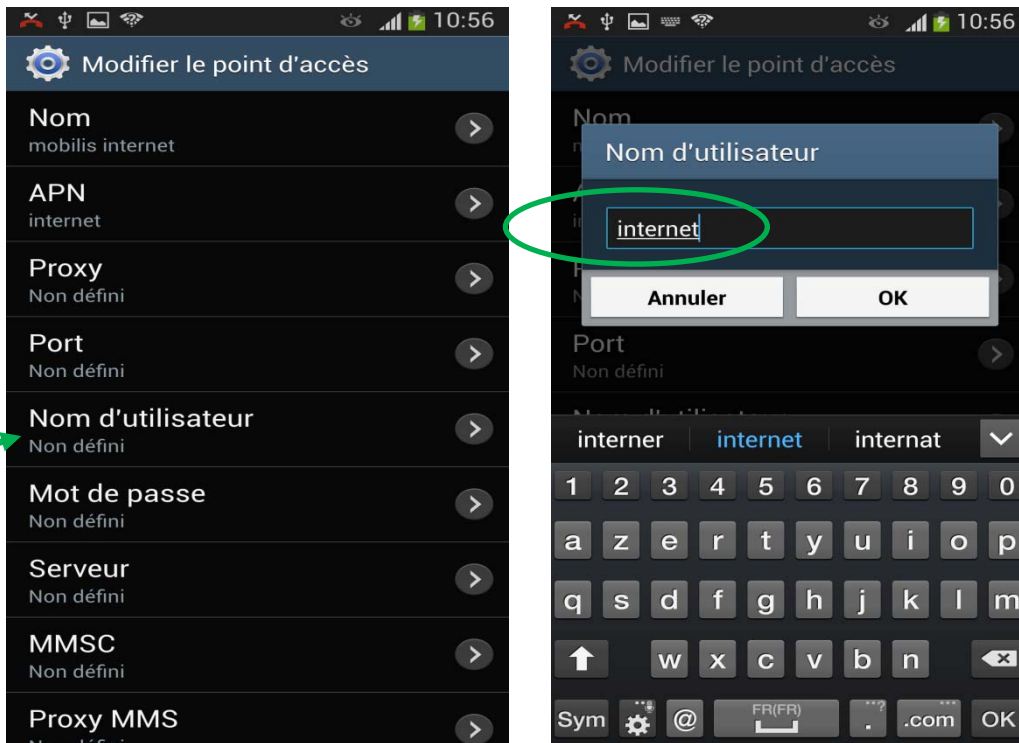 10:56
Modifier le point d'accès
Nom
mobilis internet
APN
internet
Proxy
Non défini
Port
Non défini
Nom d'utilisateur
Non défini
Mot de passe
Non défini
Serveur
Non défini
MMSC
Non défini
Proxy MMS
10:56
Modifier le point d'accès
Nom
Nom d'utilisateur
internet
Annuler OK
Port
Non défini
interner internet internat
1 2 3 4 5 6 7 8 9 0
a z e r t y u i o p
q s d f g h j k l m
w x c v b n
Sym @ FR(FR) . .com OK